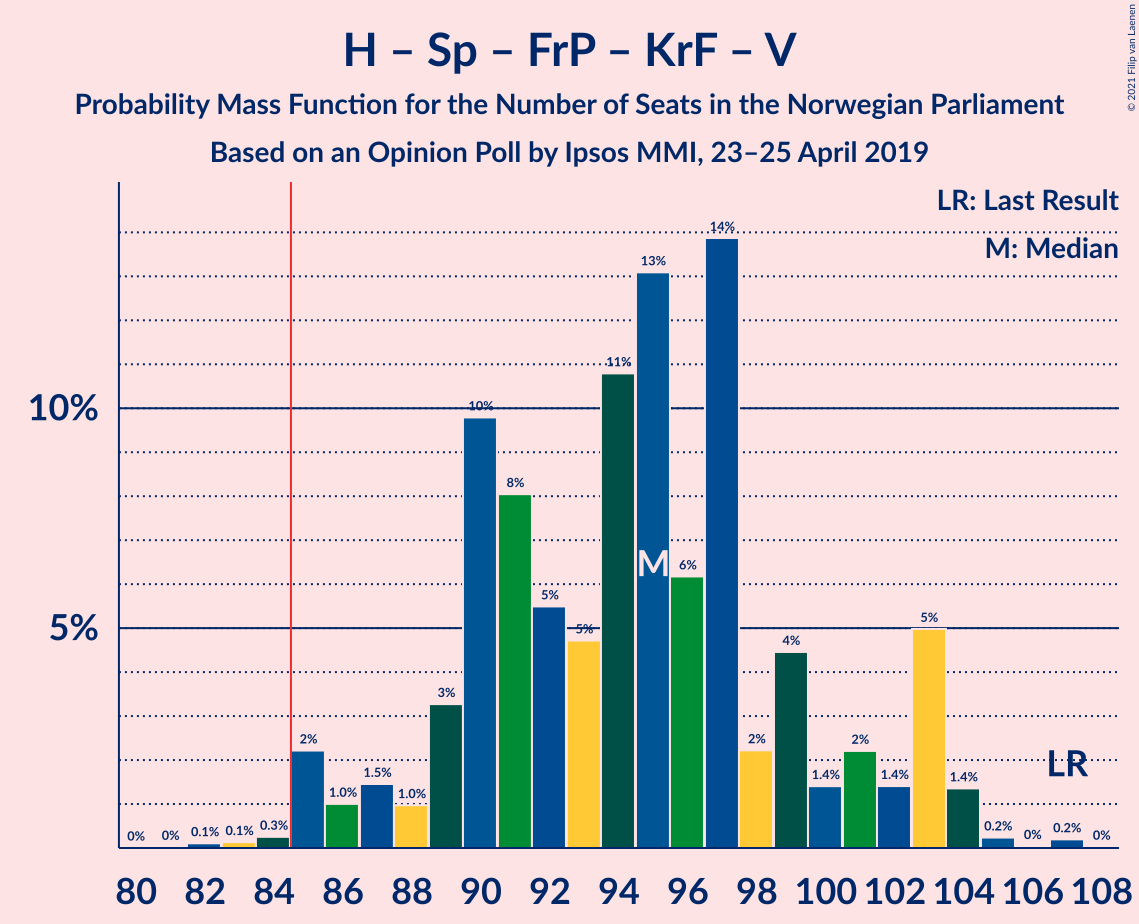 H – Sp – FrP – KrF – V
Probability Mass Function for the Number of Seats in the Norwegian Parliament
Based on an Opinion Poll by Ipsos MMI, 23–25 April 2019
© 2021 Filip van Laenen
LR: Last Result
M: Median
10%
5%
0% 0% 0.1% 0.1% 0.3% 2% 1.0% 1.5% 1.0% 3% 10% 8% 5% 5% 11% 13% 6% 14% 2% 4% 1.4% 2% 1.4% 5% 1.4% 0.2% 0% 0.2% 0%
M
LR
80 82 84 86 88 90 92 94 96 98 100 102 104 106 108